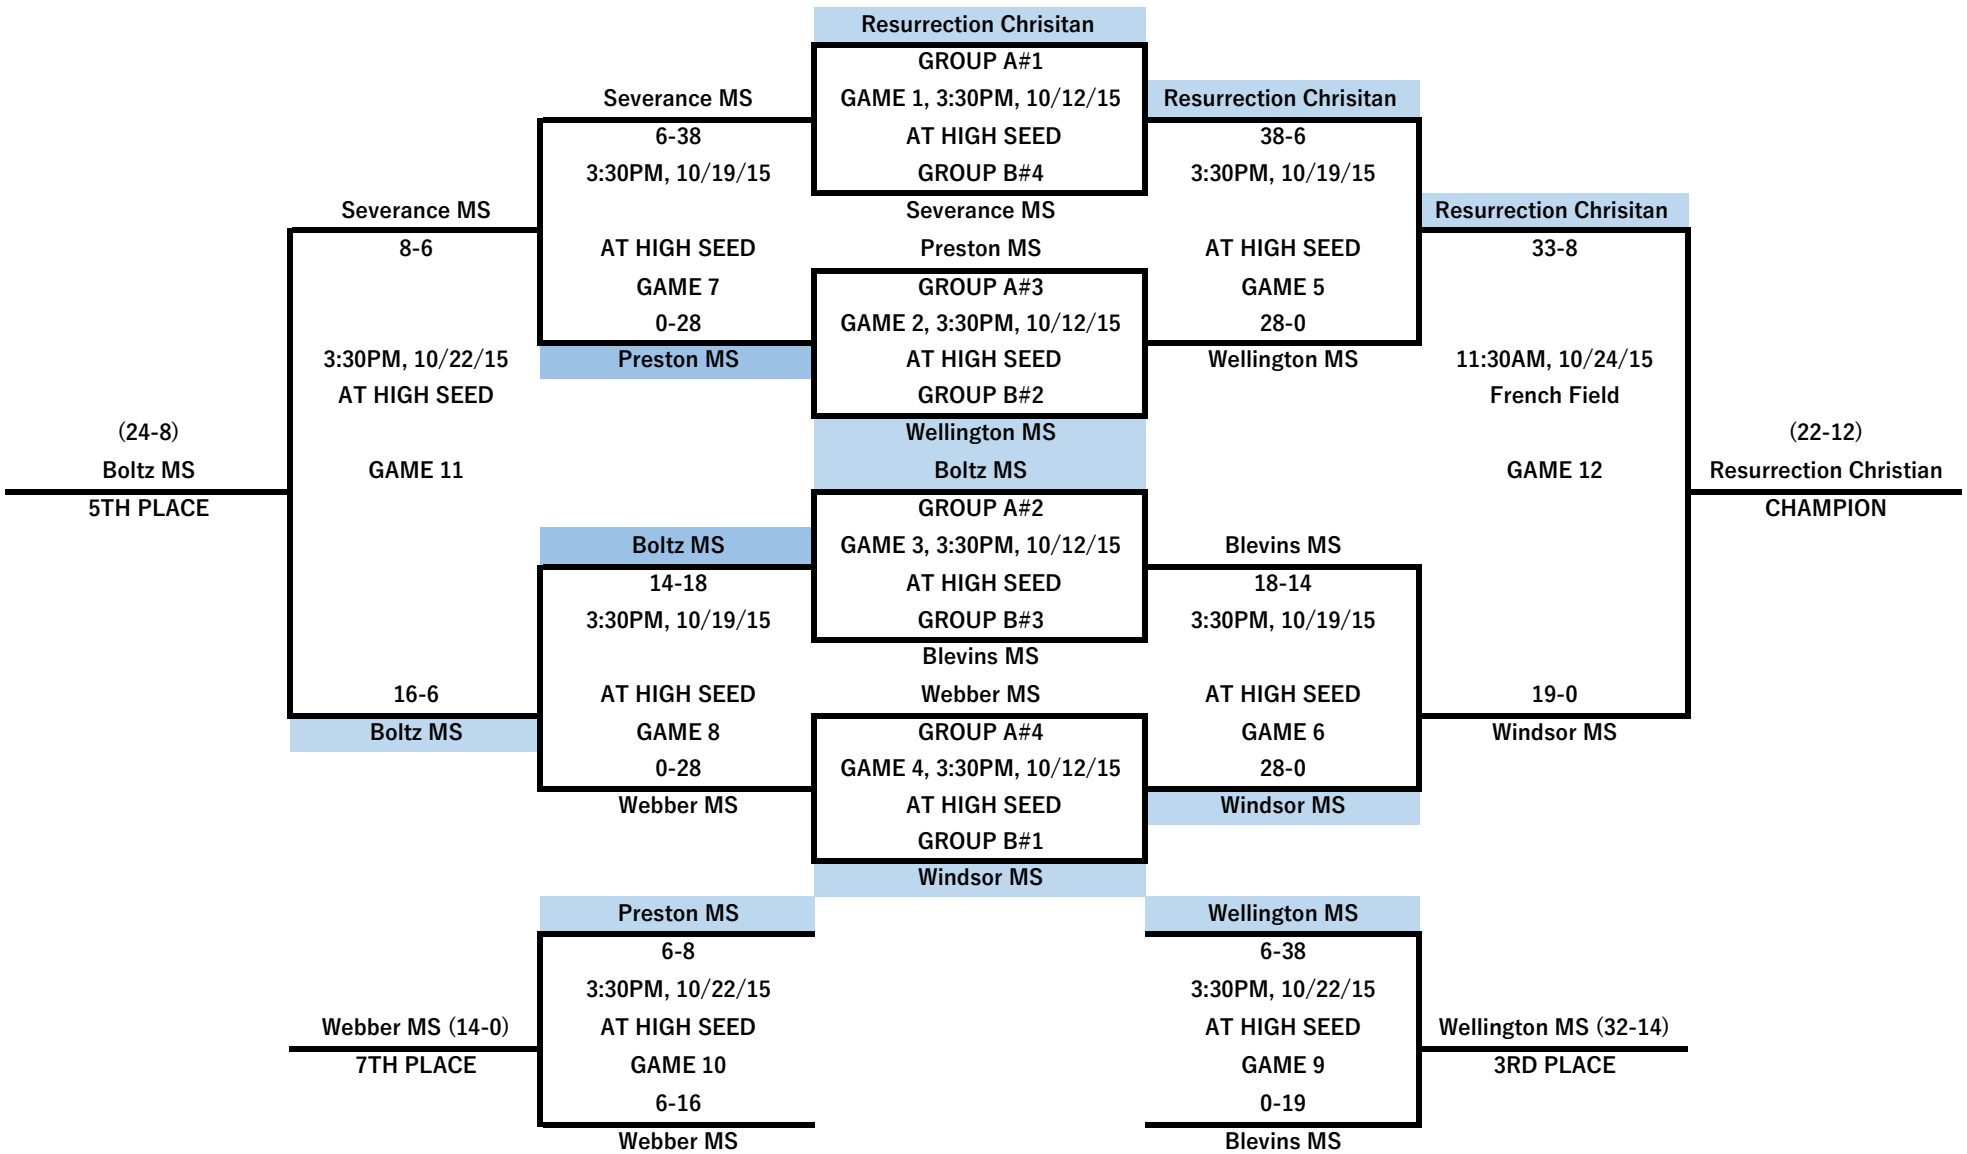 Resurrection Chrisitan
GROUP A#1
Severance MS
GAME 1, 3:30PM, 10/12/15
Resurrection Chrisitan
6-38
AT HIGH SEED
38-6
3:30PM, 10/19/15
GROUP B#4
3:30PM, 10/19/15
Severance MS
Severance MS
Resurrection Chrisitan
8-6
AT HIGH SEED
Preston MS
AT HIGH SEED
33-8
GAME 7
GROUP A#3
GAME 5
0-28
GAME 2, 3:30PM, 10/12/15
28-0
3:30PM, 10/22/15
Preston MS
AT HIGH SEED
Wellington MS
11:30AM, 10/24/15
AT HIGH SEED
GROUP B#2
French Field
(24-8)
Wellington MS
(22-12)
Boltz MS
GAME 11
Boltz MS
GAME 12
Resurrection Christian
5TH PLACE
GROUP A#2
CHAMPION
Boltz MS
GAME 3, 3:30PM, 10/12/15
Blevins MS
14-18
AT HIGH SEED
18-14
3:30PM, 10/19/15
GROUP B#3
3:30PM, 10/19/15
Blevins MS
16-6
AT HIGH SEED
Webber MS
AT HIGH SEED
19-0
Boltz MS
GAME 8
GROUP A#4
GAME 6
Windsor MS
0-28
GAME 4, 3:30PM, 10/12/15
28-0
Webber MS
AT HIGH SEED
Windsor MS
GROUP B#1
Windsor MS
Preston MS
Wellington MS
6-8
6-38
3:30PM, 10/22/15
3:30PM, 10/22/15
Webber MS (14-0)
AT HIGH SEED
AT HIGH SEED
Wellington MS (32-14)
7TH PLACE
GAME 10
GAME 9
3RD PLACE
6-16
0-19
Webber MS
Blevins MS